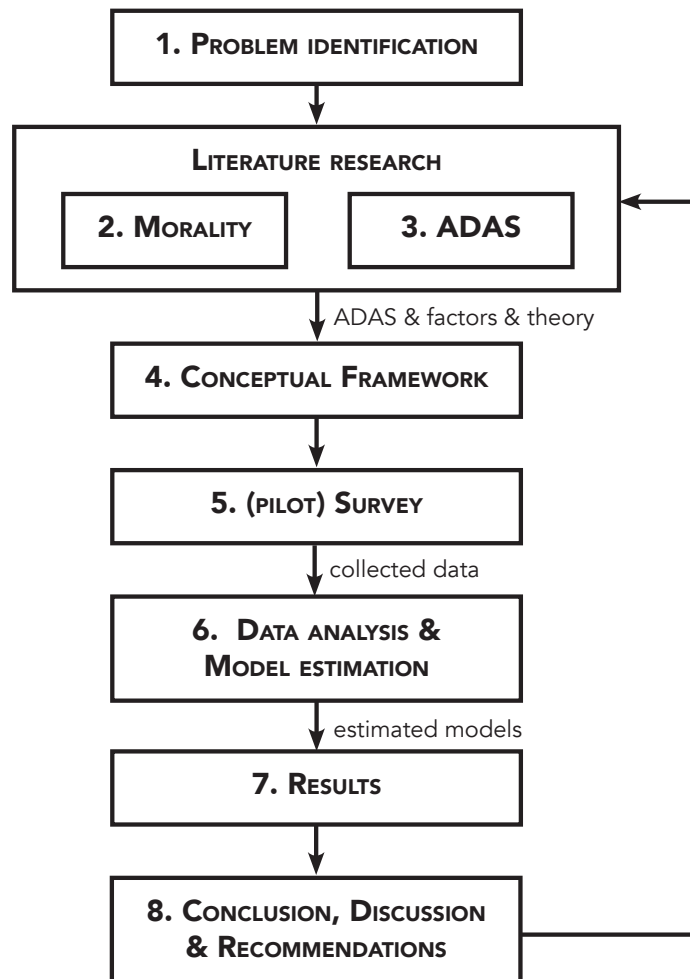 1. Problem identification
Literature research
2. Morality
3. ADAS
ADAS & factors & theory
4. Conceptual Framework
5. (pilot) Survey
collected data
6. Data analysis &
Model estimation
estimated models
7. Results
8. Conclusion, Discussion
& Recommendations